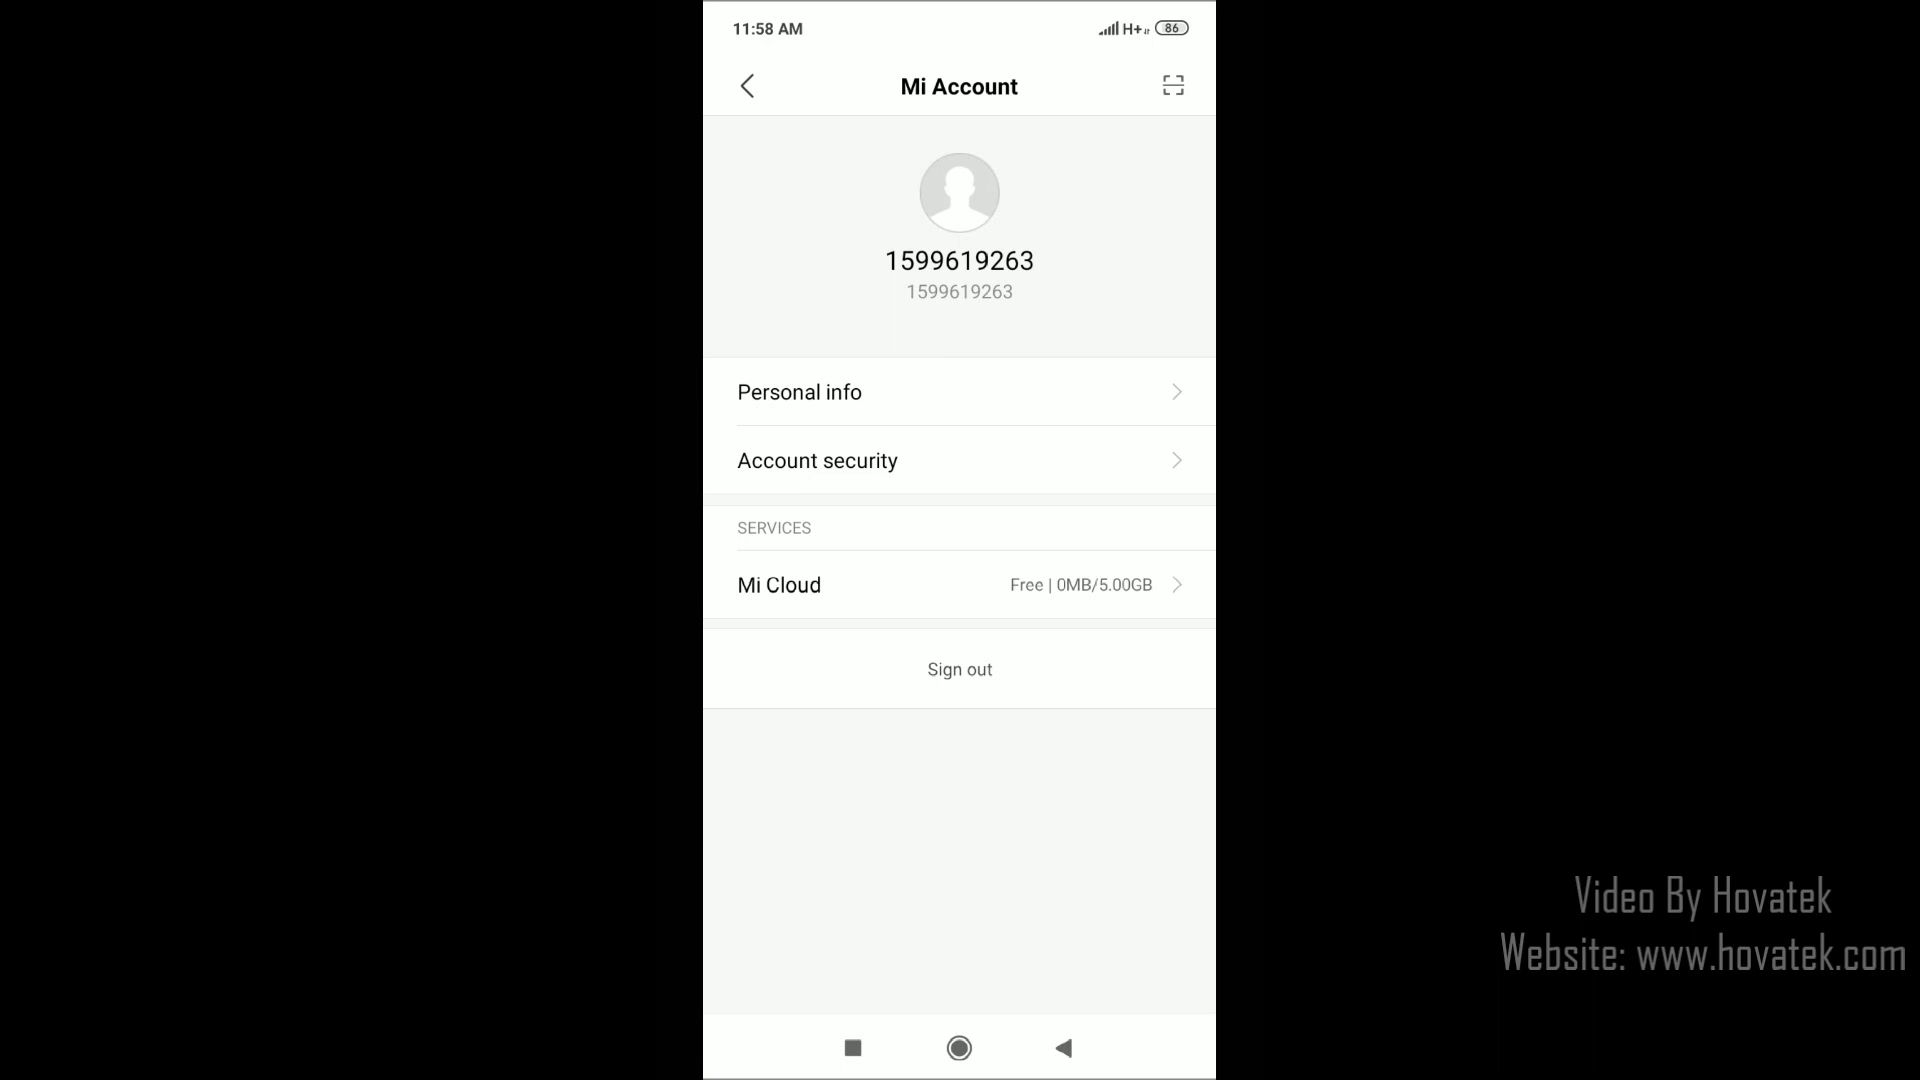 11:58 AM
H+ 86
Mi Account
1599619263
1599619263
Personal info
Account security
SERVICES
Mi Cloud Free | 0MB/5.00GB
Sign out
Video By Hovatek
Website: www.hovatek.com